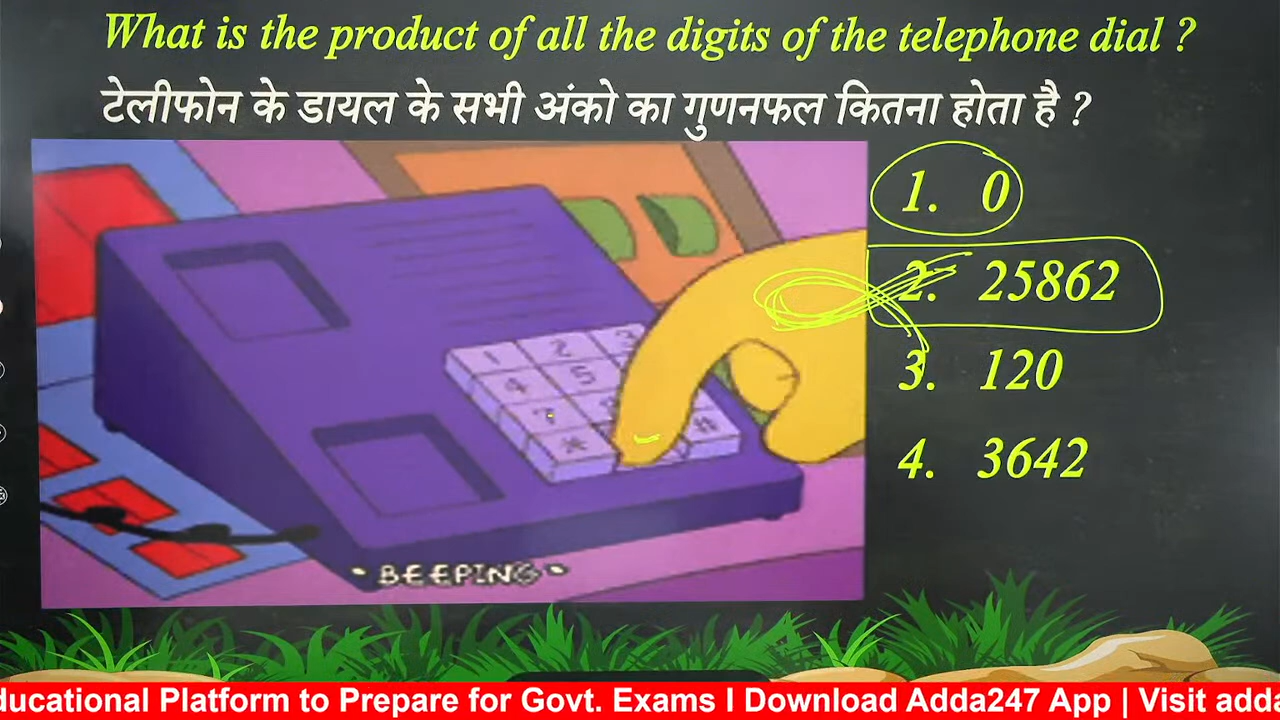 What is the product of all the digits of the telephone dial ?
टेलीफोन के डायल के सभी अंको का गुणनफल कितना होता है ?
1. 0
2. 25862
3. 120
4. 3642
1 2 3
4 5
7
* #
• BEEPING •
ducational Platform to Prepare for Govt. Exams I Download Adda247 App | Visit adda